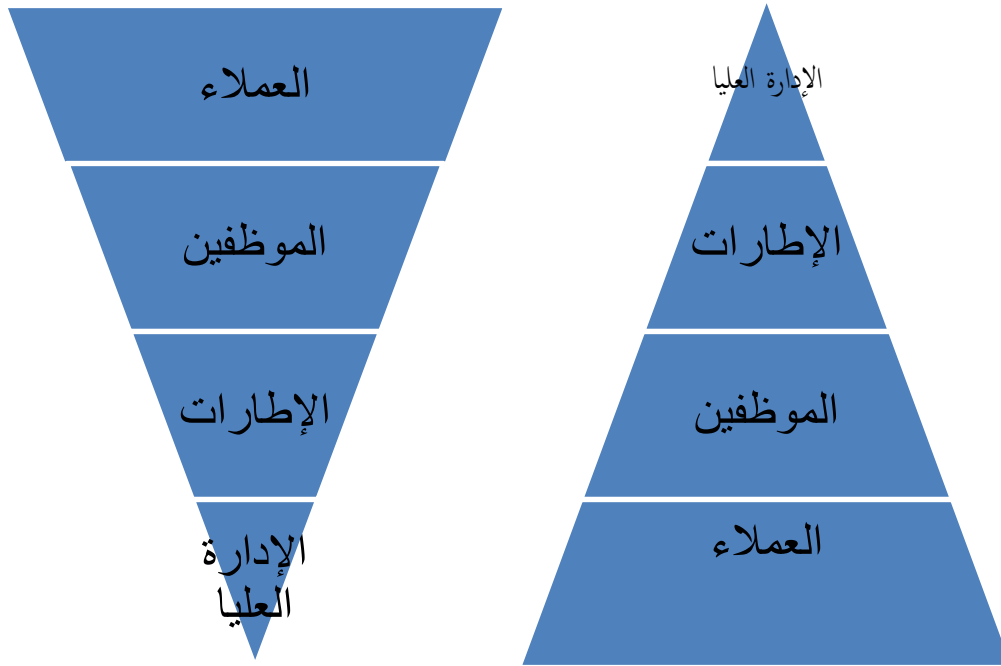 الإدارة العليا
الإطارات
الموظفين
العملاء
العملاء
الموظفين
الإطارات
الإدارة
العليا